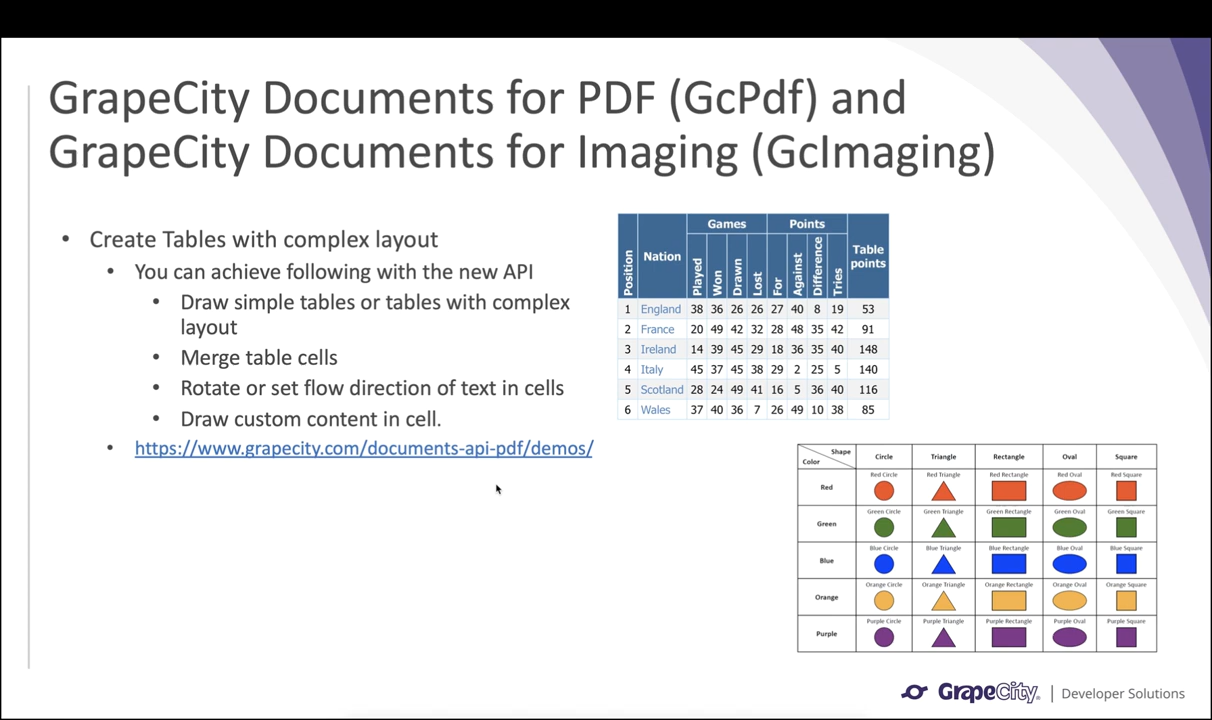 GrapeCity Documents for PDF (GcPdf) and
GrapeCity Documents for Imaging (GcImaging)
• Create Tables with complex layout
• You can achieve following with the new API
• Draw simple tables or tables with complex
layout
• Merge table cells
• Rotate or set flow direction of text in cells
• Draw custom content in cell.
• https://www.grapecity.com/documents-api-pdf/demos/
Games Points
Position Nation Played Won Drawn Lost For Against Difference Tries Table
points
1 England 38 36 26 26 27 40 8 19 53
2 France 20 49 42 32 28 48 35 42 91
3 Ireland 14 39 45 29 18 36 35 40 148
4 Italy 45 37 45 38 29 2 25 5 140
5 Scotland 28 24 49 41 16 5 36 40 116
6 Wales 37 40 36 7 26 49 10 38 85
Shape
Color Circle Triangle Rectangle Oval Square
Red Circle Red Triangle Red Rectangle Red Oval Red Square
Red
Green Circle Green Triangle Green Rectangle Green Oval Green Square
Green
Blue Circle Blue Triangle Blue Rectangle Blue Oval Blue Square
Blue
Orange Circle Orange Triangle Orange Rectangle Orange Oval Orange Square
Orange
Purple Circle Purple Triangle Purple Rectangle Purple Oval Purple Square
Purple
GrapeCity | Developer Solutions